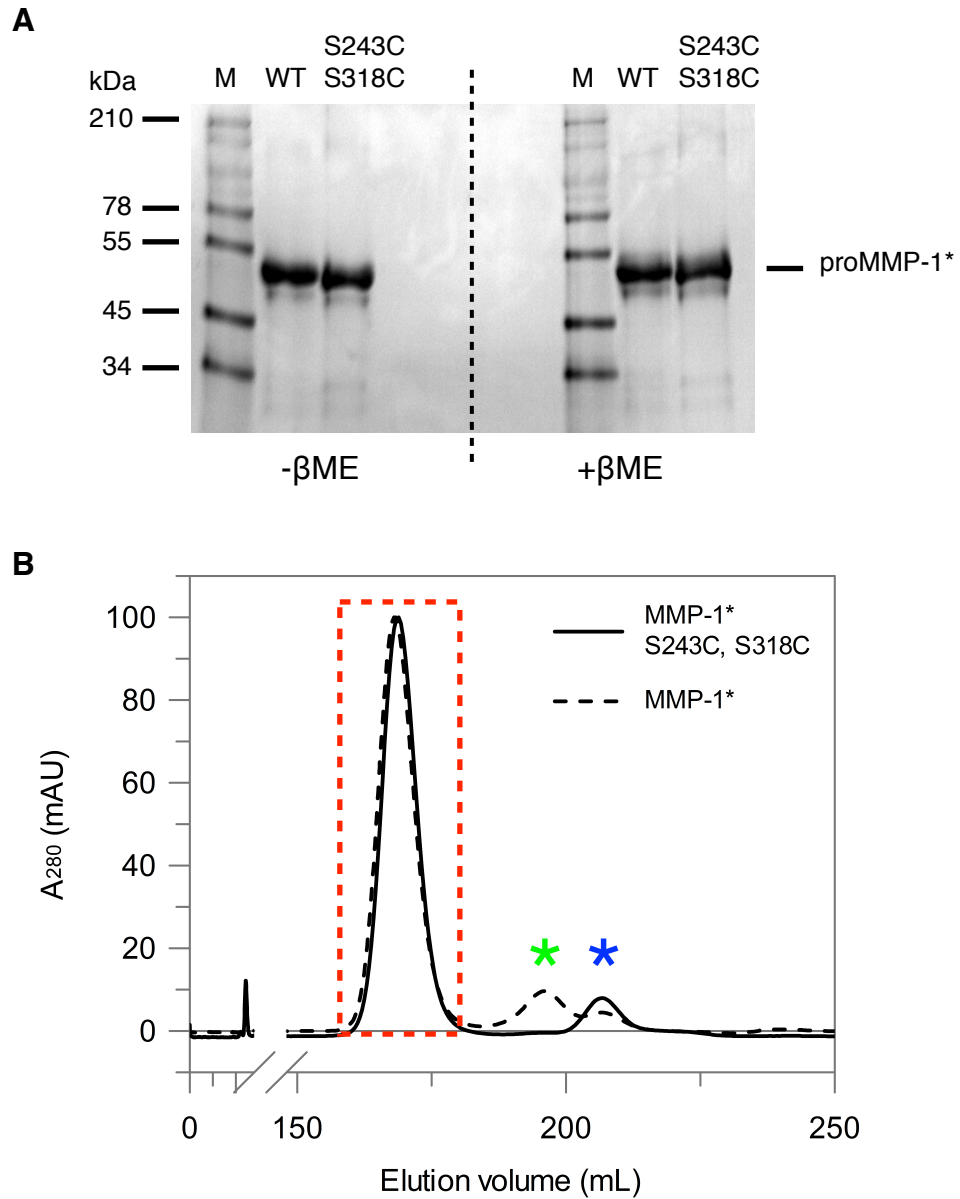 A
kDa
M
WT
S243C
S318C
M
WT
S243C
S318C
210
78
55
45
34
proMMP-1*
-βME
+βME
B
100
80
60
40
20
0
A280 (mAU)
MMP-1*
S243C, S318C
MMP-1*
*
*
0
150
200
250
Elution volume (mL)